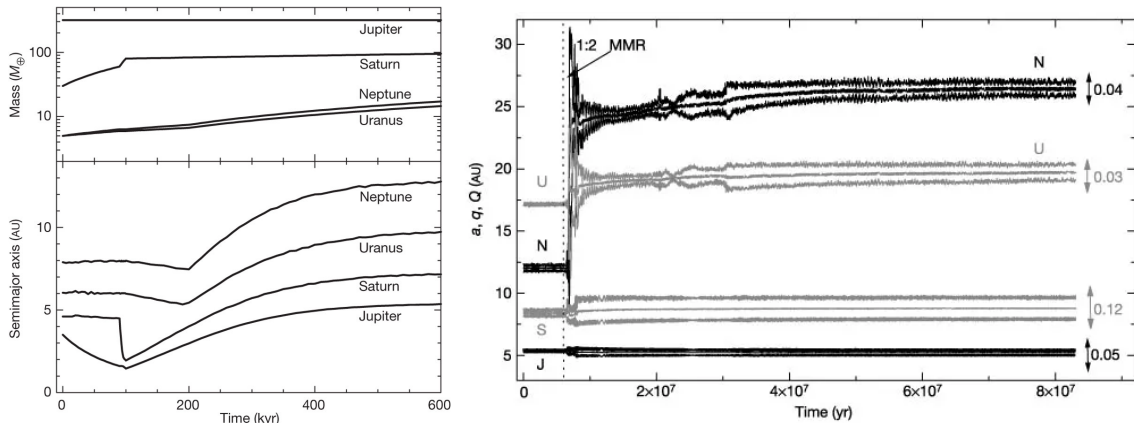 Mass (M⊕)
100
10
Jupiter
Saturn
Neptune
Uranus
Semimajor axis (AU)
10
5
0
Neptune
Uranus
Saturn
Jupiter
0 200 400 600
Time (kyr)
a, q, Q (AU)
30
25
20
15
10
5
1:2 MMR
N
0.04
U
U
0.03
N
S
0.12
J
0.05
0 2×10⁷ 4×10⁷ 6×10⁷ 8×10⁷
Time (yr)